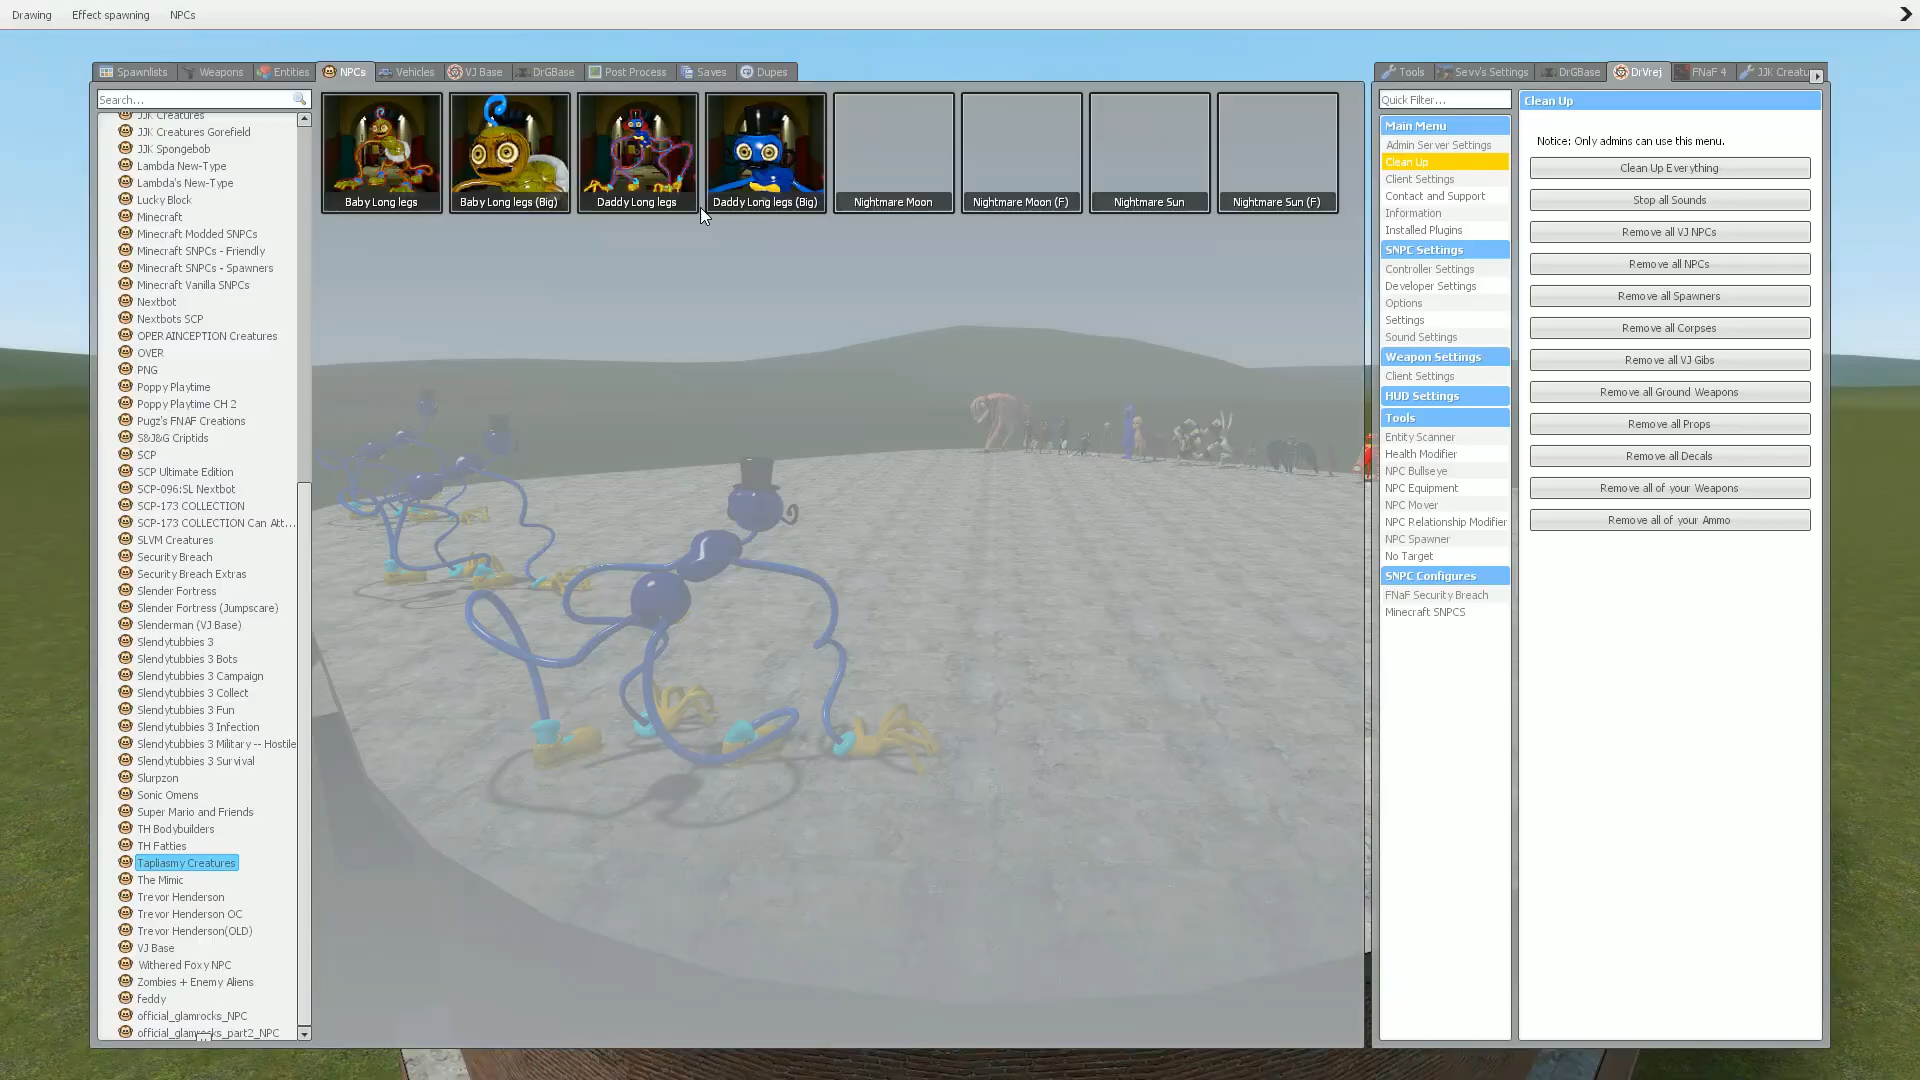 Drawing Effect spawning NPCs
Spawnlists Weapons Entities NPCs Vehicles VJ Base DrGBase Post Process Saves Dupes
Search...
JJK Creatures
JJK Creatures Gorefield
JJK Spongebob
Lambda New-Type
Lambda's New-Type
Lucky Block
Minecraft
Minecraft Modded SNPCs
Minecraft SNPCs - Friendly
Minecraft SNPCs - Spawners
Minecraft Vanilla SNPCs
Nextbot
Nextbots SCP
OPERAINCEPTION Creatures
OVER
PNG
Poppy Playtime
Poppy Playtime CH 2
Pugz's FNAF Creations
S&J&G Criptids
SCP
SCP Ultimate Edition
SCP-096:SL Nextbot
SCP-173 COLLECTION
SCP-173 COLLECTION Can Att...
SLVM Creatures
Security Breach
Security Breach Extras
Slender Fortress
Slender Fortress (Jumpscare)
Slenderman (VJ Base)
Slendytubbies 3
Slendytubbies 3 Bots
Slendytubbies 3 Campaign
Slendytubbies 3 Collect
Slendytubbies 3 Fun
Slendytubbies 3 Infection
Slendytubbies 3 Military -- Hostile
Slendytubbies 3 Survival
Slurpzon
Sonic Omens
Super Mario and Friends
TH Bodybuilders
TH Fatties
Tapliasmy Creatures
The Mimic
Trevor Henderson
Trevor Henderson OC
Trevor Henderson(OLD)
VJ Base
Withered Foxy NPC
Zombies + Enemy Aliens
feddy
official_glamrocks_NPC
official_glamrocks_part2_NPC
Baby Long legs
Baby Long legs (Big)
Daddy Long legs
Daddy Long legs (Big)
Nightmare Moon
Nightmare Moon (F)
Nightmare Sun
Nightmare Sun (F)
Tools Sevv's Settings DrGBase DrVrej FNaF 4 JJK Creatu
Quick Filter...
Main Menu
Admin Server Settings
Clean Up
Client Settings
Contact and Support
Information
Installed Plugins
SNPC Settings
Controller Settings
Developer Settings
Options
Settings
Sound Settings
Weapon Settings
Client Settings
HUD Settings
Tools
Entity Scanner
Health Modifier
NPC Bullseye
NPC Equipment
NPC Mover
NPC Relationship Modifier
NPC Spawner
No Target
SNPC Configures
FNaF Security Breach
Minecraft SNPCS
Clean Up
Notice: Only admins can use this menu.
Clean Up Everything
Stop all Sounds
Remove all VJ NPCs
Remove all NPCs
Remove all Spawners
Remove all Corpses
Remove all VJ Gibs
Remove all Ground Weapons
Remove all Props
Remove all Decals
Remove all of your Weapons
Remove all of your Ammo